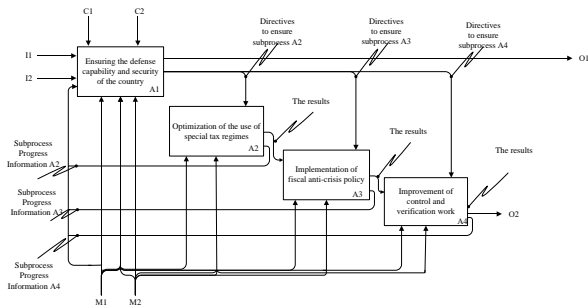 C1
C2
Directives
to ensure
subprocess A2
Directives
to ensure
subprocess A3
Directives
to ensure
subprocess A4
I1
I2
Ensuring the defense
capability and security
of the country
A1
O1
Optimization of the use of
special tax regimes
A2
The results
Implementation of
fiscal anti-crisis policy
A3
The results
Improvement of
control and
verification work
A4
The results
O2
Subprocess
Progress
Information A2
Subprocess
Progress
Information A3
Subprocess
Progress
Information A4
M1
M2